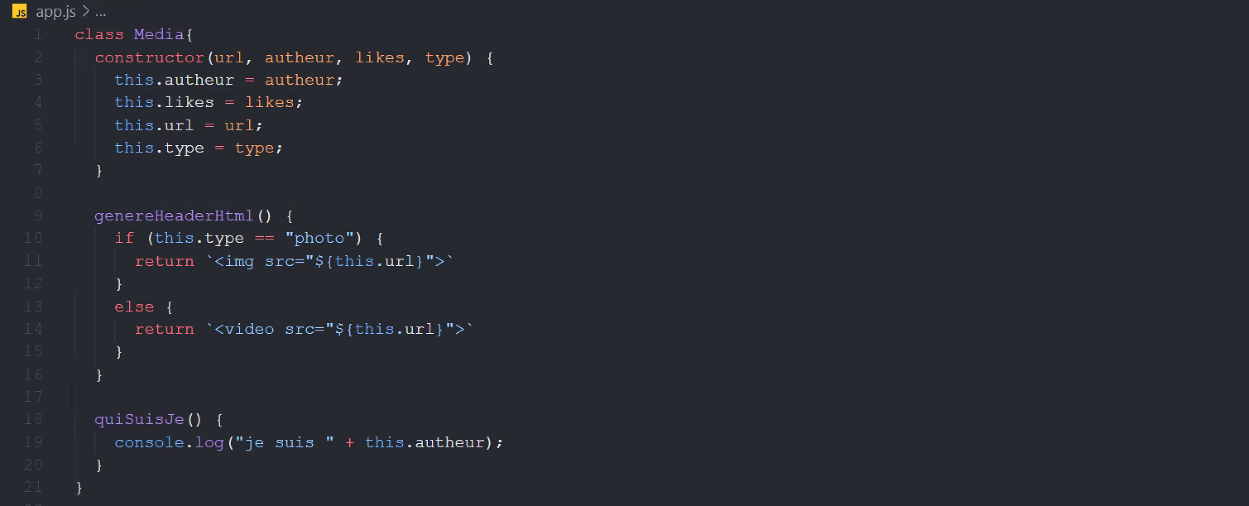 JS app.js > ...
1 class Media{
2 constructor(url, autheur, likes, type) {
3 this.autheur = autheur;
4 this.likes = likes;
5 this.url = url;
6 this.type = type;
7 }
8
9 genereHeaderHtml() {
10 if (this.type == "photo") {
11 return `<img src="${this.url}">`
12 }
13 else {
14 return `<video src="${this.url}">`
15 }
16 }
17
18 quiSuisJe() {
19 console.log("je suis " + this.autheur);
20 }
21 }